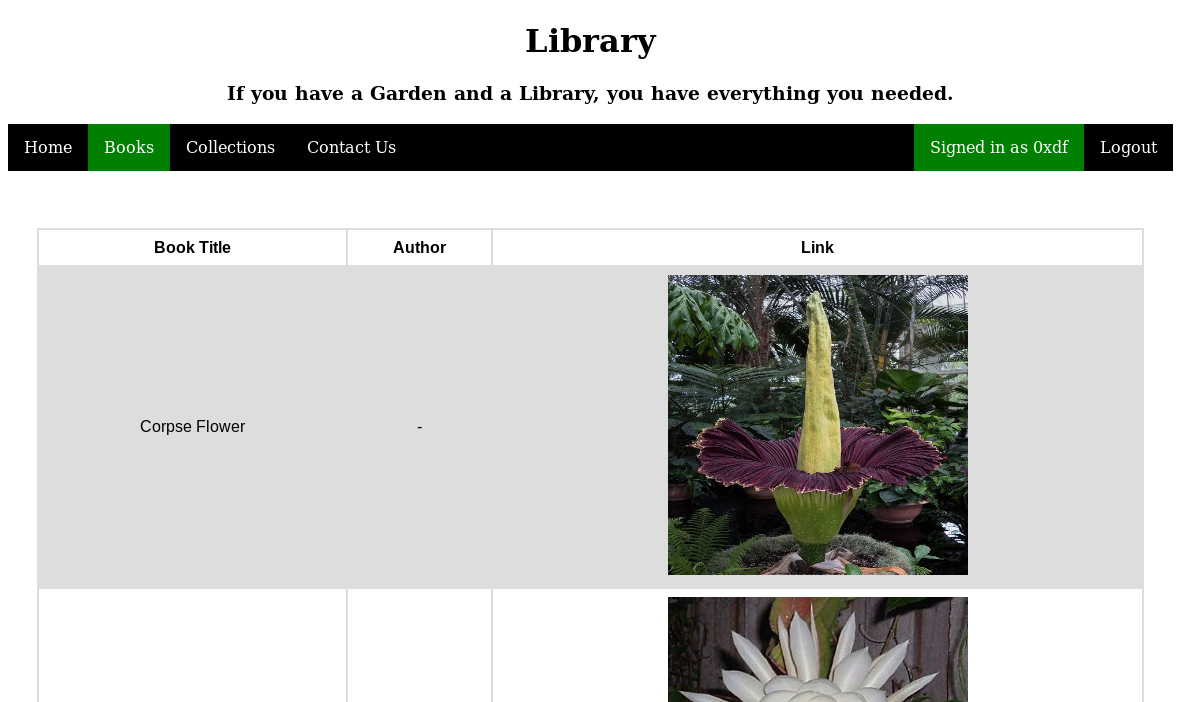 Library
If you have a Garden and a Library, you have everything you needed.
Home Books Collections Contact Us Signed in as 0xdf Logout
Book Title Author Link
Corpse Flower -